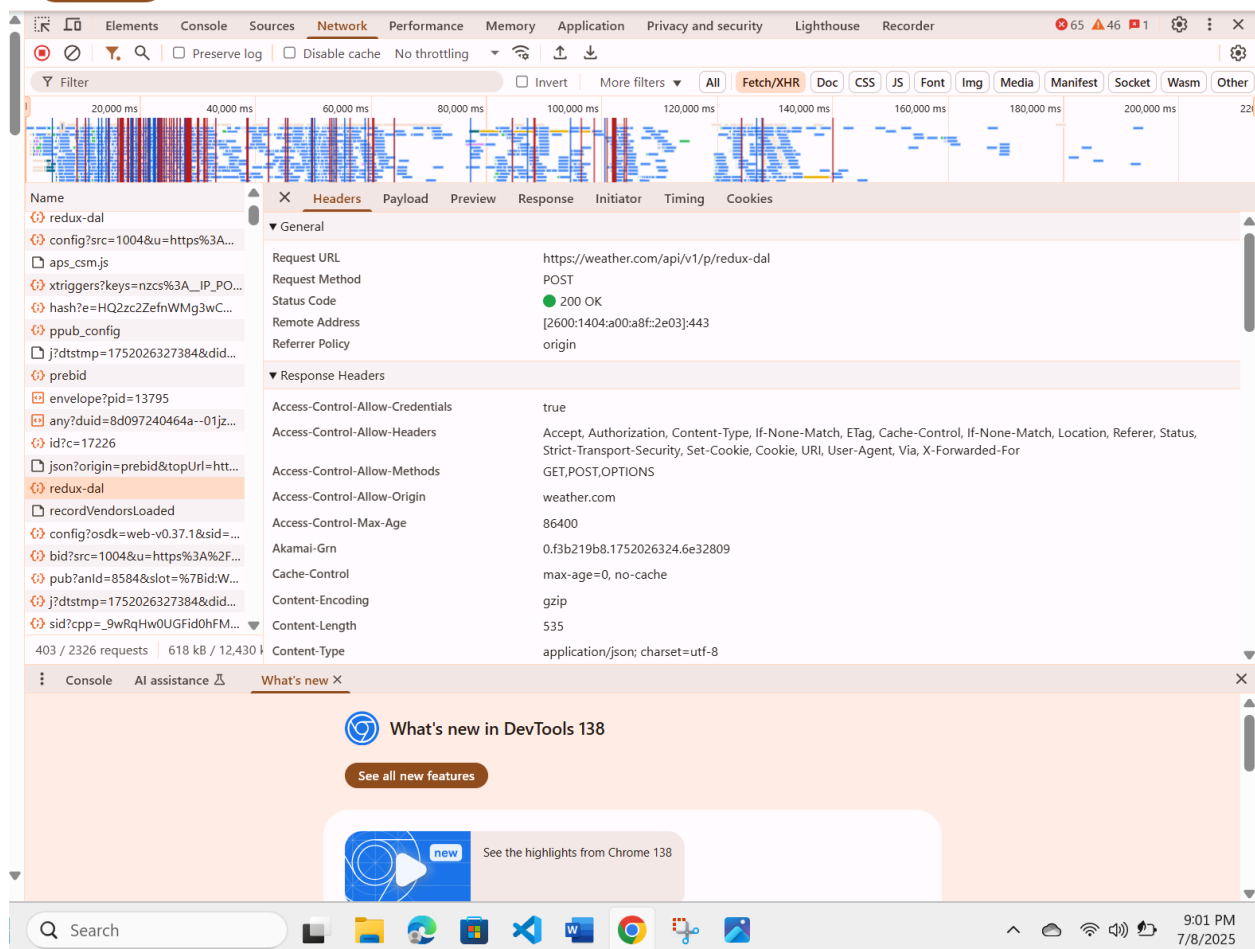 Elements Console Sources Network Performance Memory Application Privacy and security Lighthouse Recorder 65 46 1
Preserve log Disable cache No throttling
Filter Invert More filters All Fetch/XHR Doc CSS JS Font Img Media Manifest Socket Wasm Other
20,000 ms 40,000 ms 60,000 ms 80,000 ms 100,000 ms 120,000 ms 140,000 ms 160,000 ms 180,000 ms 200,000 ms 220
Name
redux-dal
config?src=1004&u=https%3A...
aps_csm.js
xtriggers?keys=nzcs%3A__IP_PO...
hash?e=HQ2zc2ZefnWMg3wC...
ppub_config
j?dtstmp=1752026327384&did...
prebid
envelope?pid=13795
any?duid=8d097240464a--01jz...
id?c=17226
json?origin=prebid&topUrl=htt...
redux-dal
recordVendorsLoaded
config?osdk=web-v0.37.1&sid=...
bid?src=1004&u=https%3A%2F...
pub?anId=8584&slot=%7Bid:W...
j?dtstmp=1752026327384&did...
sid?cpp=_9wRqHw0UGFid0hFM...
403 / 2326 requests 618 kB / 12,430 k
Headers Payload Preview Response Initiator Timing Cookies
General
Request URL https://weather.com/api/v1/p/redux-dal
Request Method POST
Status Code 200 OK
Remote Address [2600:1404:a00:a8f::2e03]:443
Referrer Policy origin
Response Headers
Access-Control-Allow-Credentials true
Access-Control-Allow-Headers Accept, Authorization, Content-Type, If-None-Match, ETag, Cache-Control, If-None-Match, Location, Referer, Status,
Strict-Transport-Security, Set-Cookie, Cookie, URI, User-Agent, Via, X-Forwarded-For
Access-Control-Allow-Methods GET,POST,OPTIONS
Access-Control-Allow-Origin weather.com
Access-Control-Max-Age 86400
Akamai-Grn 0.f3b219b8.1752026324.6e32809
Cache-Control max-age=0, no-cache
Content-Encoding gzip
Content-Length 535
Content-Type application/json; charset=utf-8
Console AI assistance What's new
What's new in DevTools 138
See all new features
new
See the highlights from Chrome 138
Search
9:01 PM
7/8/2025